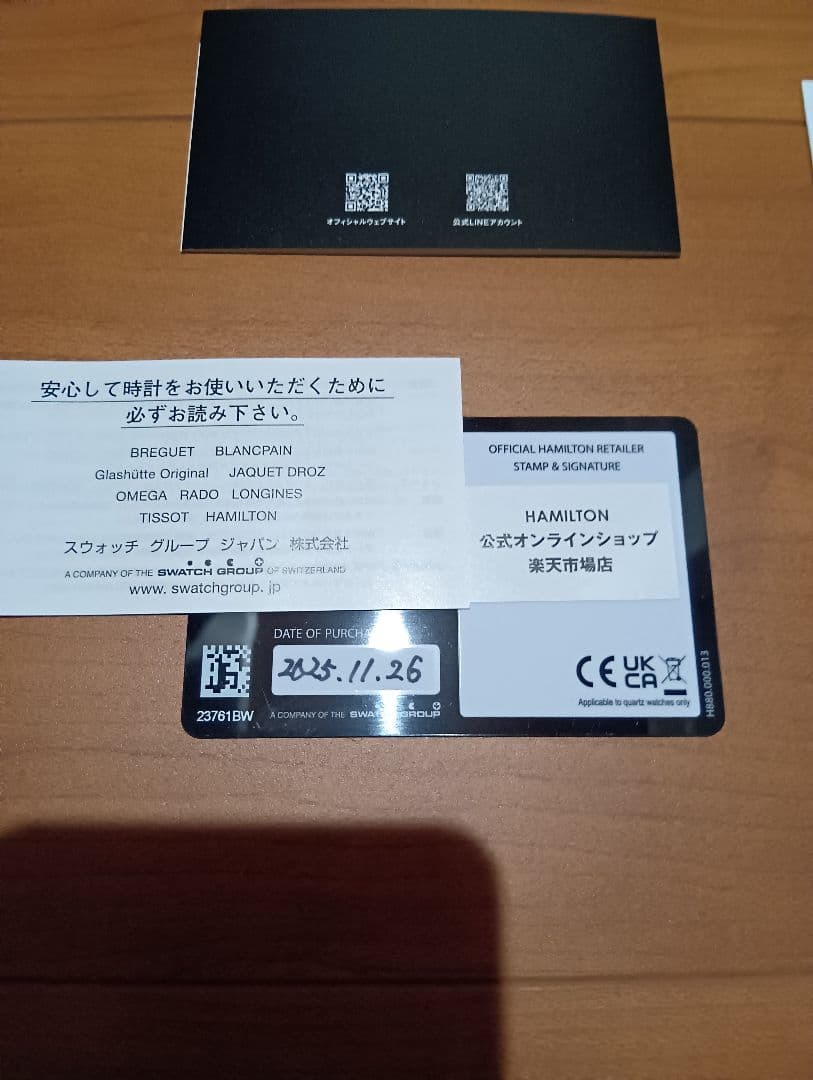 オフィシャルウェブサイト
公式LINEアカウント
安心して時計をお使いいただくために
必ずお読み下さい。
BREGUET BLANCPAIN
Glashütte Original JAQUET DROZ
OMEGA RADO LONGINES
TISSOT HAMILTON
スウォッチ グループ ジャパン 株式会社
A COMPANY OF THE SWATCH GROUP OF SWITZERLAND
www.swatchgroup.jp
OFFICIAL HAMILTON RETAILER
STAMP & SIGNATURE
HAMILTON
公式オンラインショップ
楽天市場店
DATE OF PURCHA
2025.11.26
23761BW
A COMPANY OF THE SWATCH GROUP
CE UK CA
Applicable to quartz watches only
H880.000.013